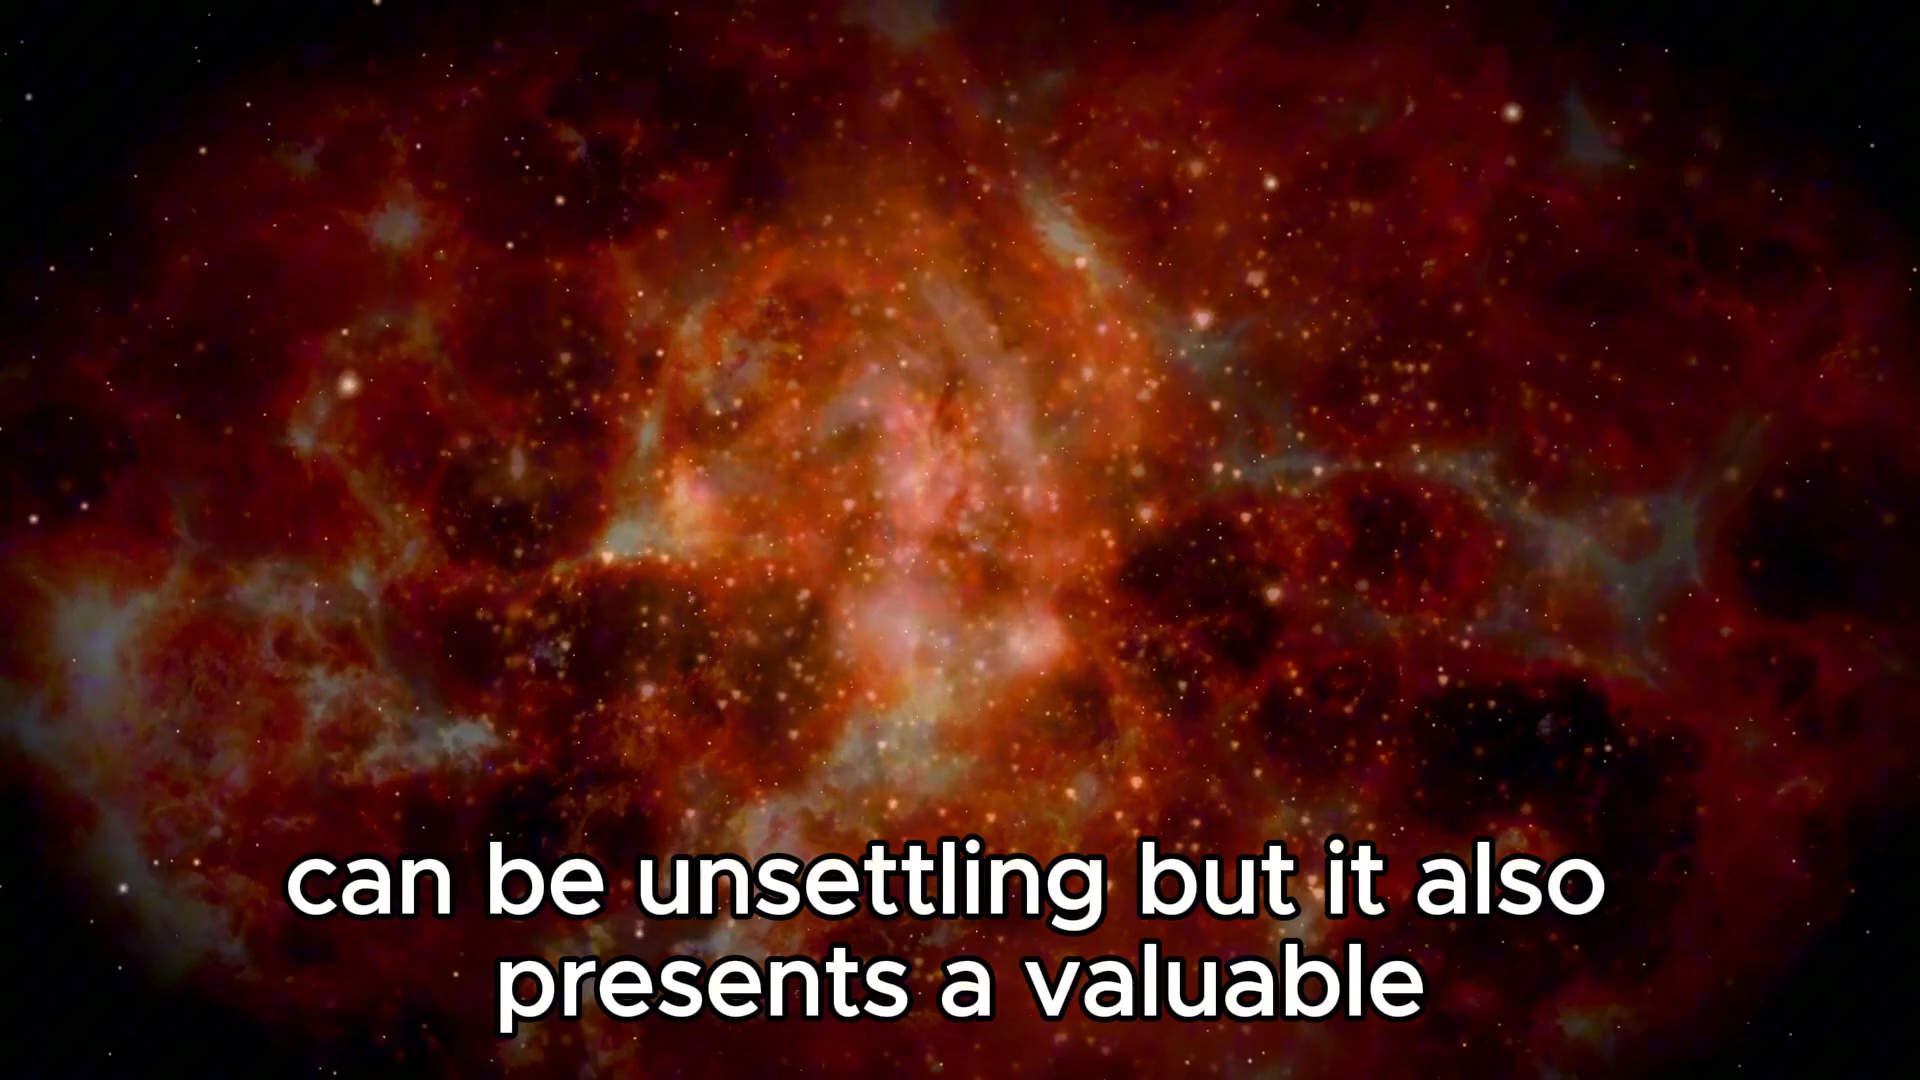 can be unsettling but it also
presents a valuable